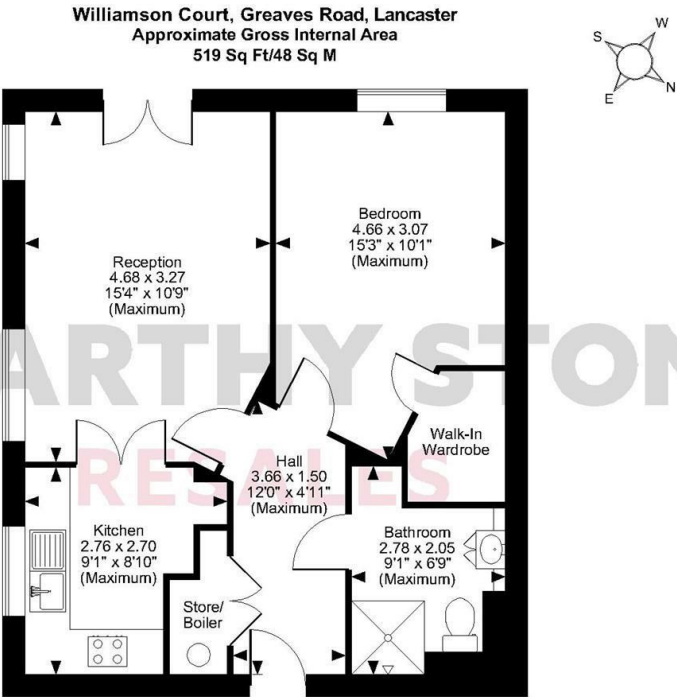 Williamson Court, Greaves Road, Lancaster
Approximate Gross Internal Area
519 Sq Ft/48 Sq M
S
W
E
N
Bedroom
4.66 x 3.07
15'3" x 10'1"
(Maximum)
Reception
4.68 x 3.27
15'4" x 10'9"
(Maximum)
ARTHY STON
RESALES
Walk-In
Wardrobe
Hall
3.66 x 1.50
12'0" x 4'11"
(Maximum)
Kitchen
2.76 x 2.70
9'1" x 8'10"
(Maximum)
Bathroom
2.78 x 2.05
9'1" x 6'9"
(Maximum)
Store/
Boiler